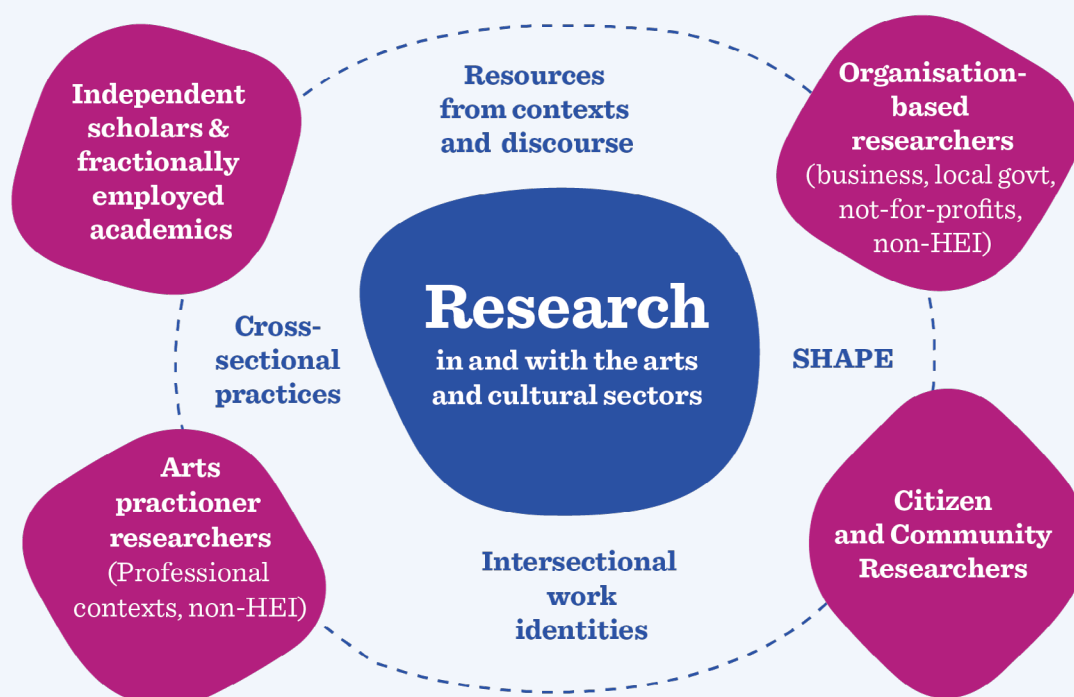 Independent
scholars &
fractionally
employed
academics
Resources
from contexts
and discourse
Organisation-
based
researchers
(business, local govt,
not-for-profits,
non-HEI)
Cross-
sectional
practices
Research
in and with the arts
and cultural sectors
SHAPE
Arts
practioner
researchers
(Professional
contexts, non-HEI)
Intersectional
work
identities
Citizen
and Community
Researchers